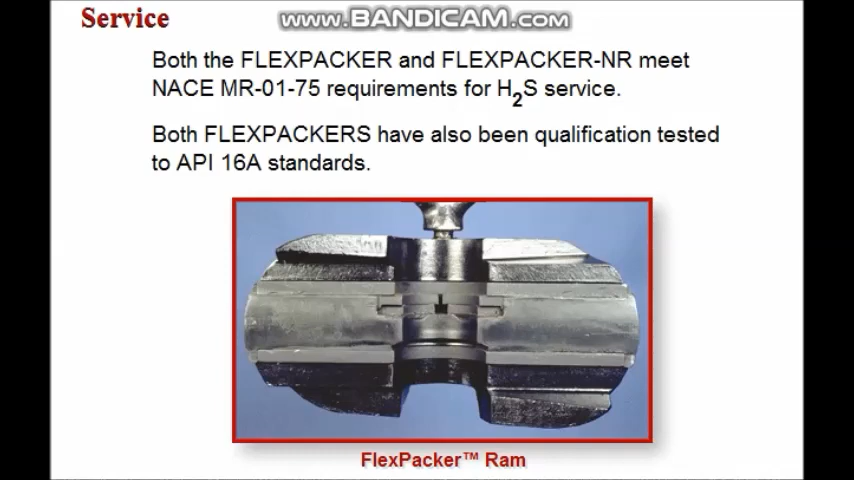 Service
www.BANDICAM.com
Both the FLEXPACKER and FLEXPACKER-NR meet
NACE MR-01-75 requirements for H2S service.
Both FLEXPACKERS have also been qualification tested
to API 16A standards.
FlexPacker™ Ram